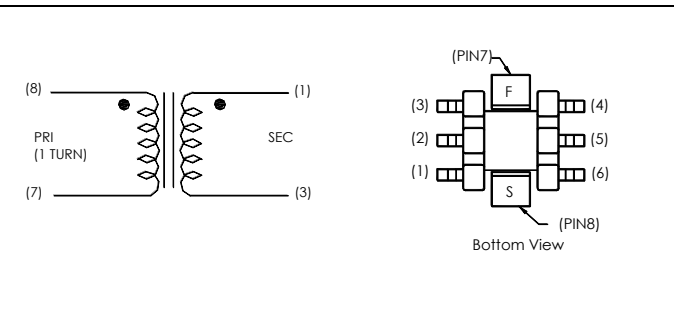 (8)
(1)
PRI
(1 TURN)
SEC
(7)
(3)
(PIN7)
F
(3)
(4)
(2)
(5)
(1)
(6)
S
(PIN8)
Bottom View